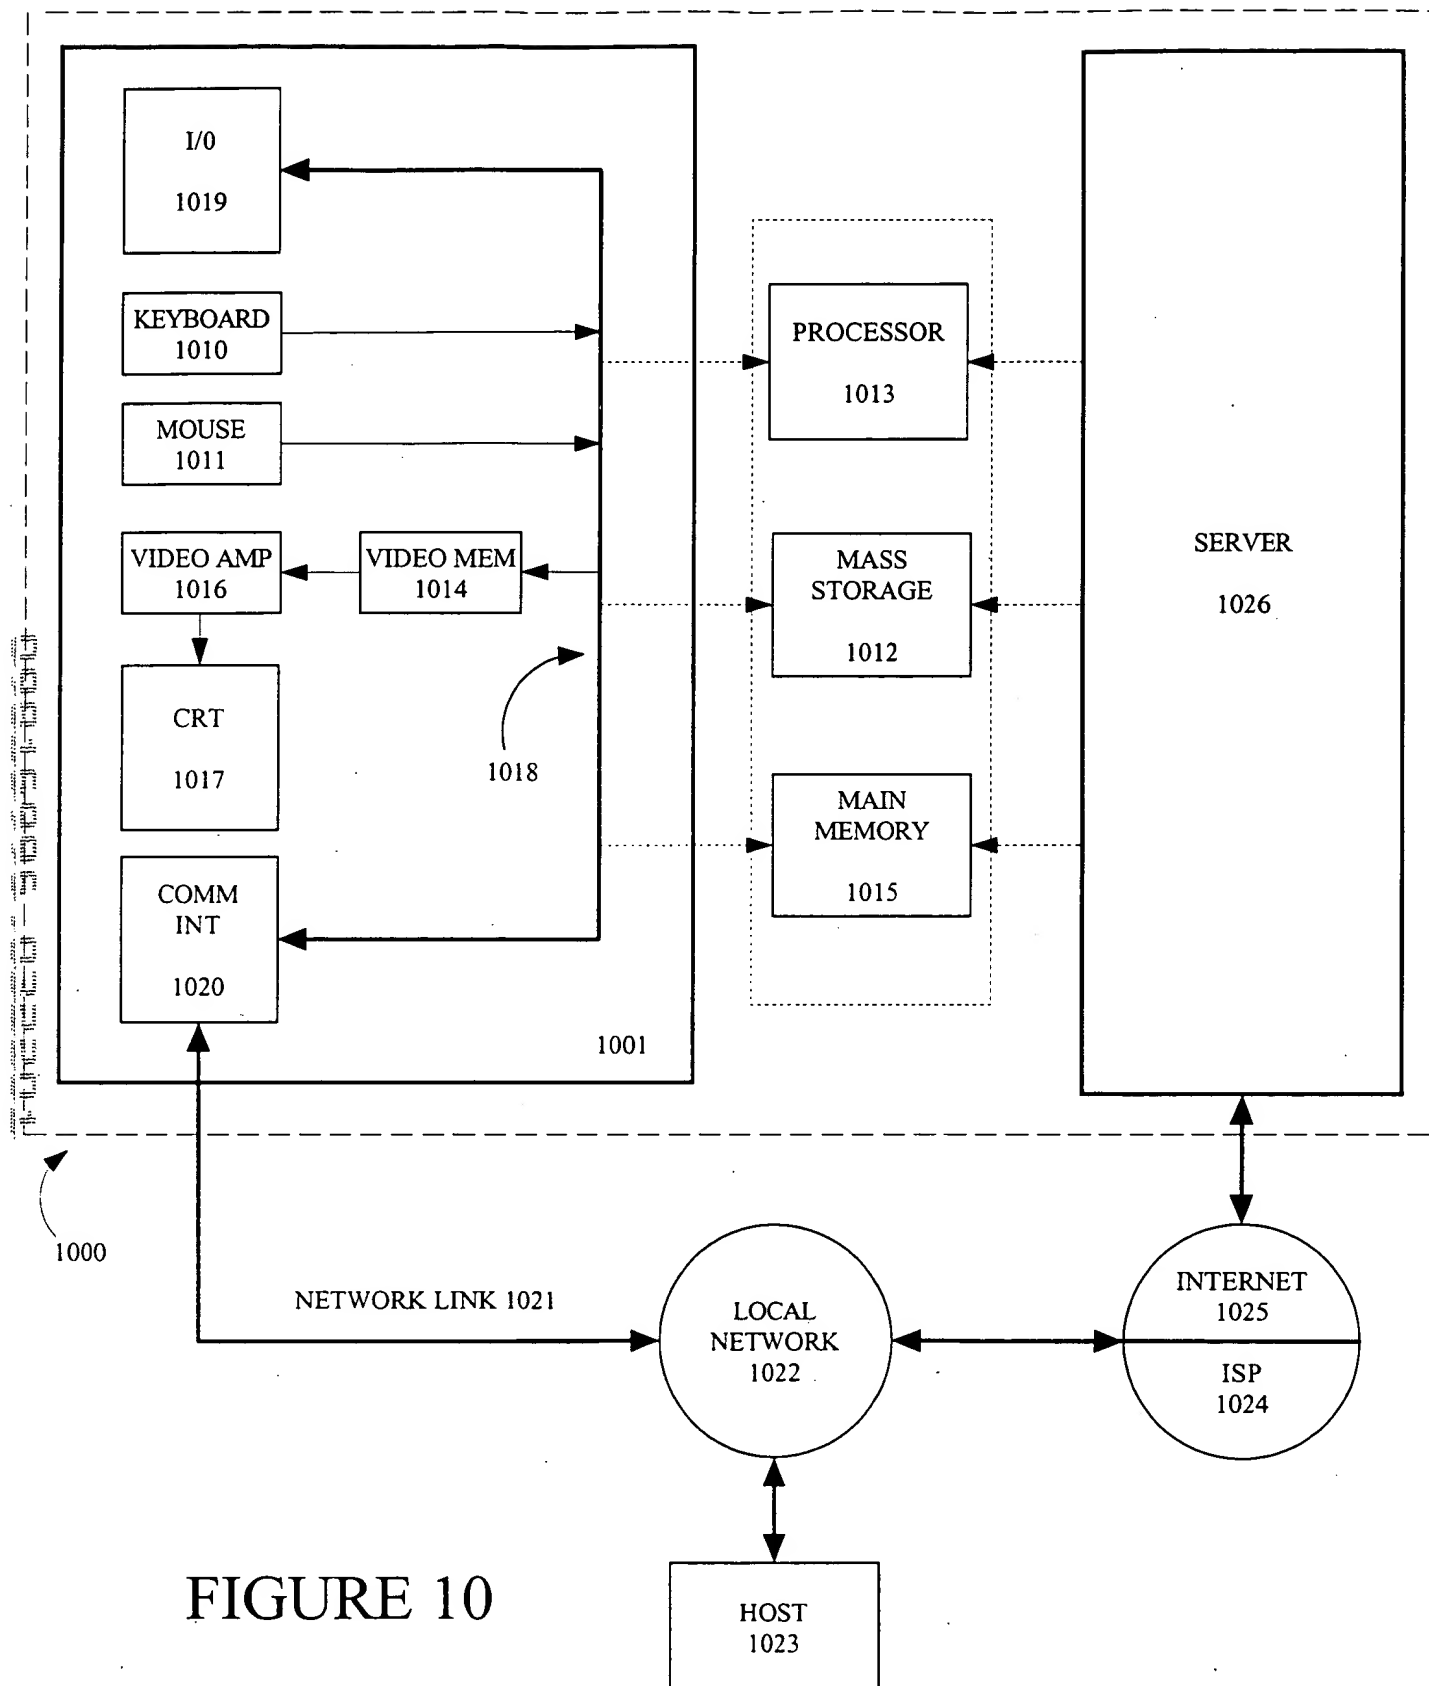 I/0
1019
KEYBOARD
1010
MOUSE
1011
VIDEO AMP
1016
VIDEO MEM
1014
CRT
1017
1018
COMM
INT
1020
1001
PROCESSOR
1013
MASS
STORAGE
1012
MAIN
MEMORY
1015
SERVER
1026
1000
NETWORK LINK 1021
LOCAL
NETWORK
1022
INTERNET
1025
ISP
1024
HOST
1023
FIGURE 10